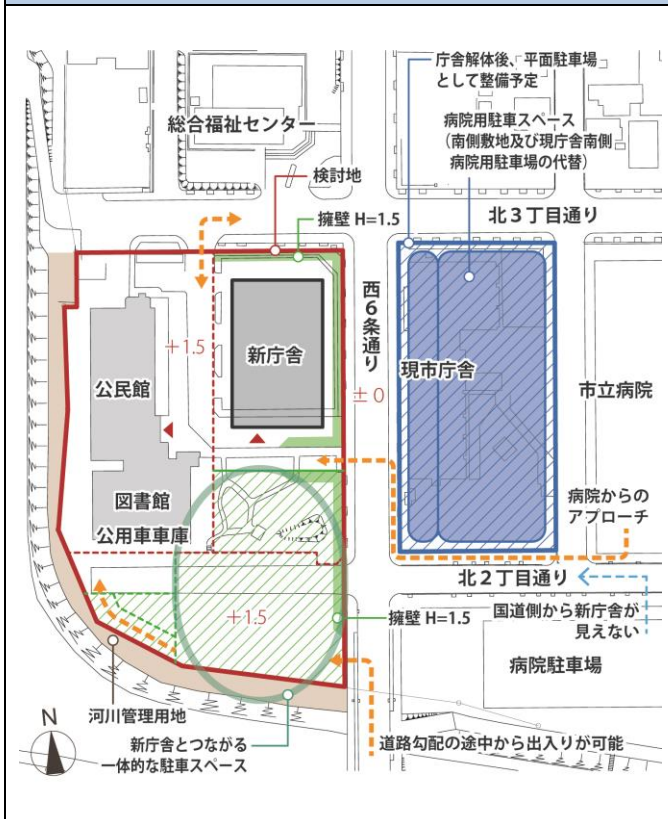 庁舎解体後、平面駐車場
として整備予定
総合福祉センター
病院用駐車スペース
（南側敷地及び現庁舎南側
病院用駐車場の代替）
検討地
擁壁 H=1.5
北３丁目通り
西６条通り
新庁舎
＋1.5
公民館
±0
現市庁舎
市立病院
図書館
公用車車庫
病院からの
アプローチ
北２丁目通り
＋1.5
擁壁 H=1.5
国道側から新庁舎が
見えない
病院駐車場
N
河川管理用地
新庁舎とつながる
一体的な駐車スペース
道路勾配の途中から出入りが可能